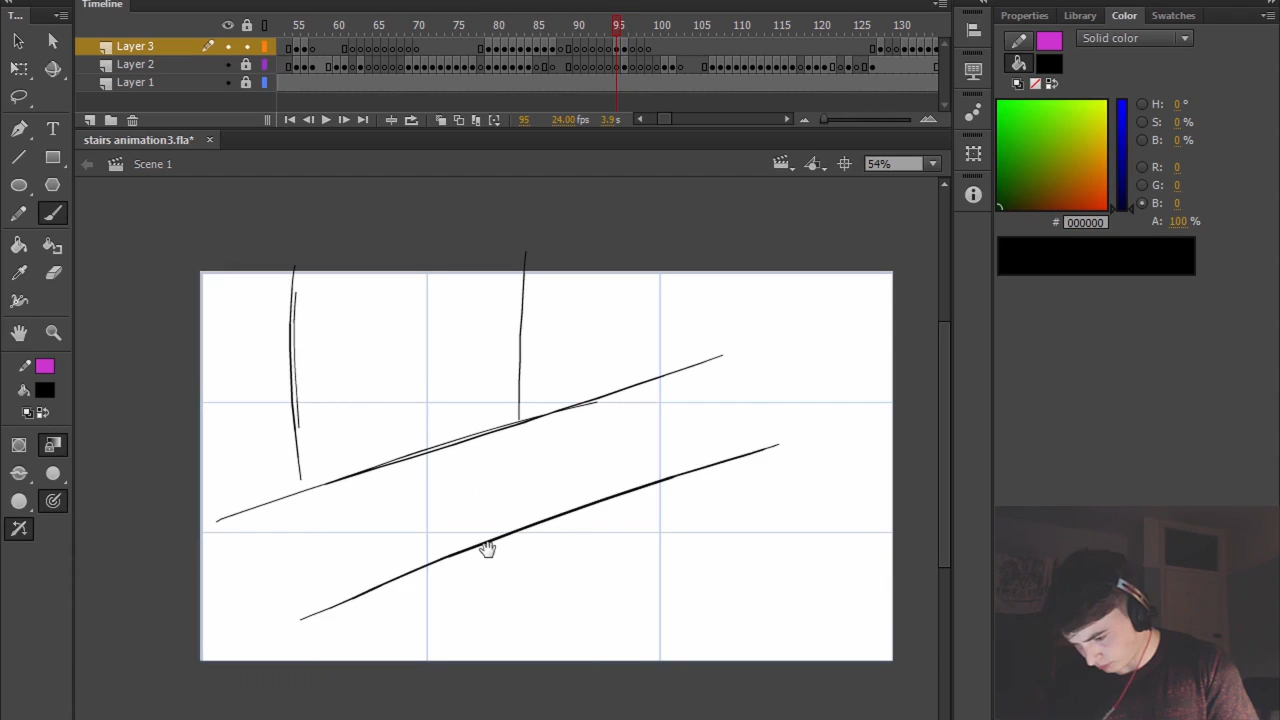 T...
Timeline
55 60 65 70 75 80 85 90 95 100 105 110 115 120 125 130
Layer 3
Layer 2
Layer 1
95 24.00 fps 3.9 s
stairs animation3.fla* ×
Scene 1
54%
Properties Library Color Swatches
Solid color
H: 0 °
S: 0 %
B: 0 %
R: 0
G: 0
B: 0
# 000000 A: 100 %
T